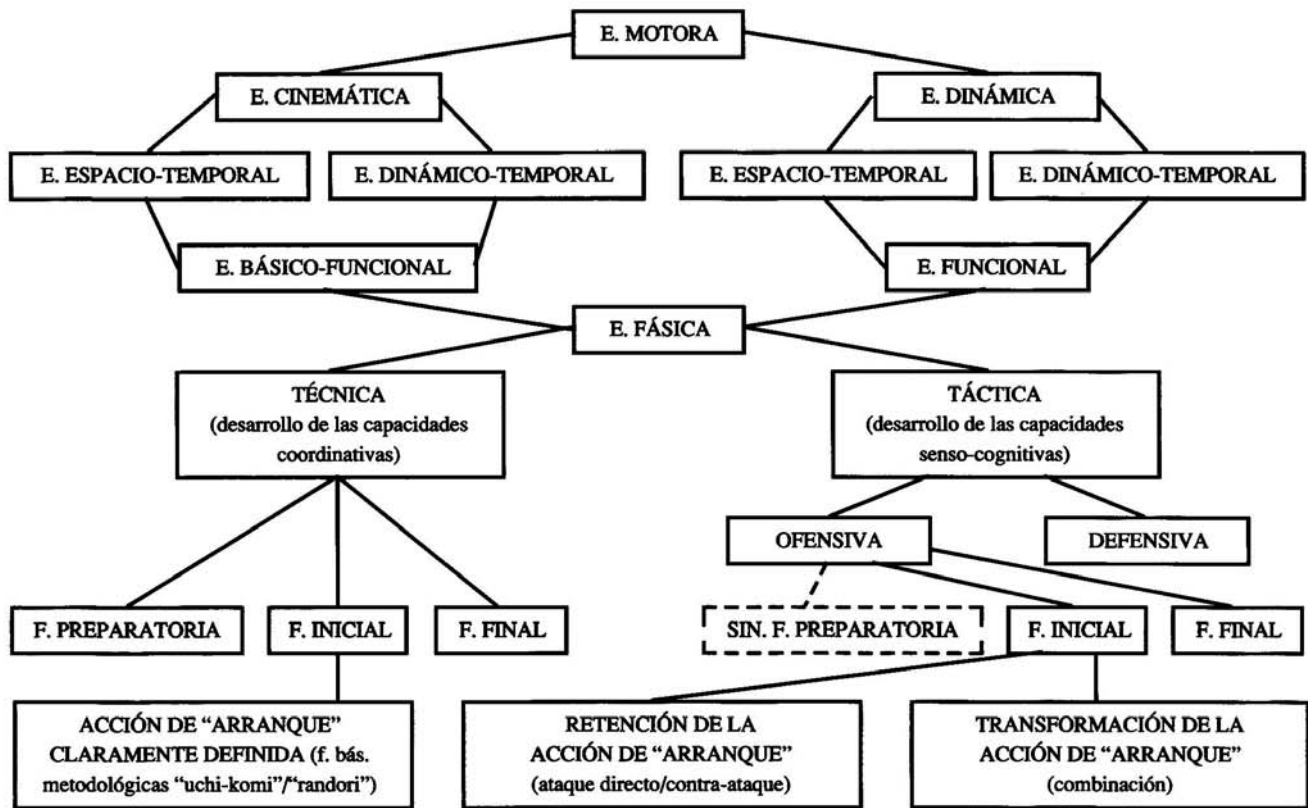 E. MOTORA
E. CINEMÁTICA
E. DINÁMICA
E. ESPACIO-TEMPORAL
E. DINÁMICO-TEMPORAL
E. ESPACIO-TEMPORAL
E. DINÁMICO-TEMPORAL
E. BÁSICO-FUNCIONAL
E. FUNCIONAL
E. FÁSICA
TÉCNICA
(desarrollo de las capacidades
coordinativas)
TÁCTICA
(desarrollo de las capacidades
senso-cognitivas)
OFENSIVA
DEFENSIVA
F. PREPARATORIA
F. INICIAL
F. FINAL
SIN. F. PREPARATORIA
F. INICIAL
F. FINAL
ACCIÓN DE “ARRANQUE”
CLARAMENTE DEFINIDA (f. bás.
metodológicas “uchi-komi”/“randori”)
RETENCIÓN DE LA
ACCIÓN DE “ARRANQUE”
(ataque directo/contra-ataque)
TRANSFORMACIÓN DE LA
ACCIÓN DE “ARRANQUE”
(combinación)